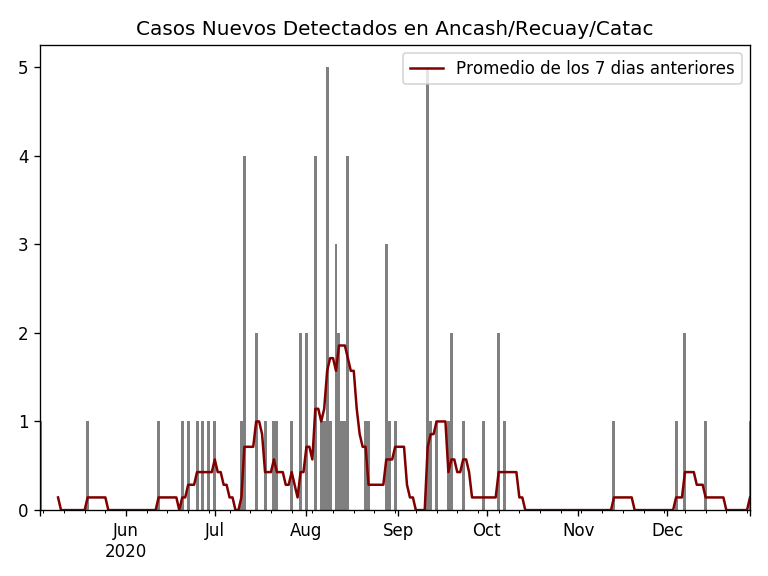 Casos Nuevos Detectados en Ancash/Recuay/Catac
Promedio de los 7 dias anteriores
5
4
3
2
1
0
Jun Jul Aug Sep Oct Nov Dec
2020